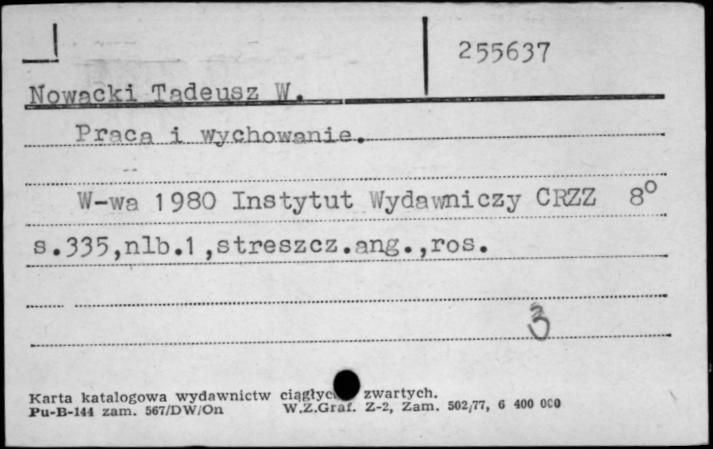 255637
Nowacki Tadeusz W.
Praca i wychowanie.
W-wa 1980 Instytut Wydawniczy CRZZ 8°
s.335,nlb.1,streszcz.ang.,ros.
3
Karta katalogowa wydawnictw zwartych.
Pu-B-144 zam. 567/DW/On W.Z.Graf. Z-2, Zam. 502/77, 6 400 000